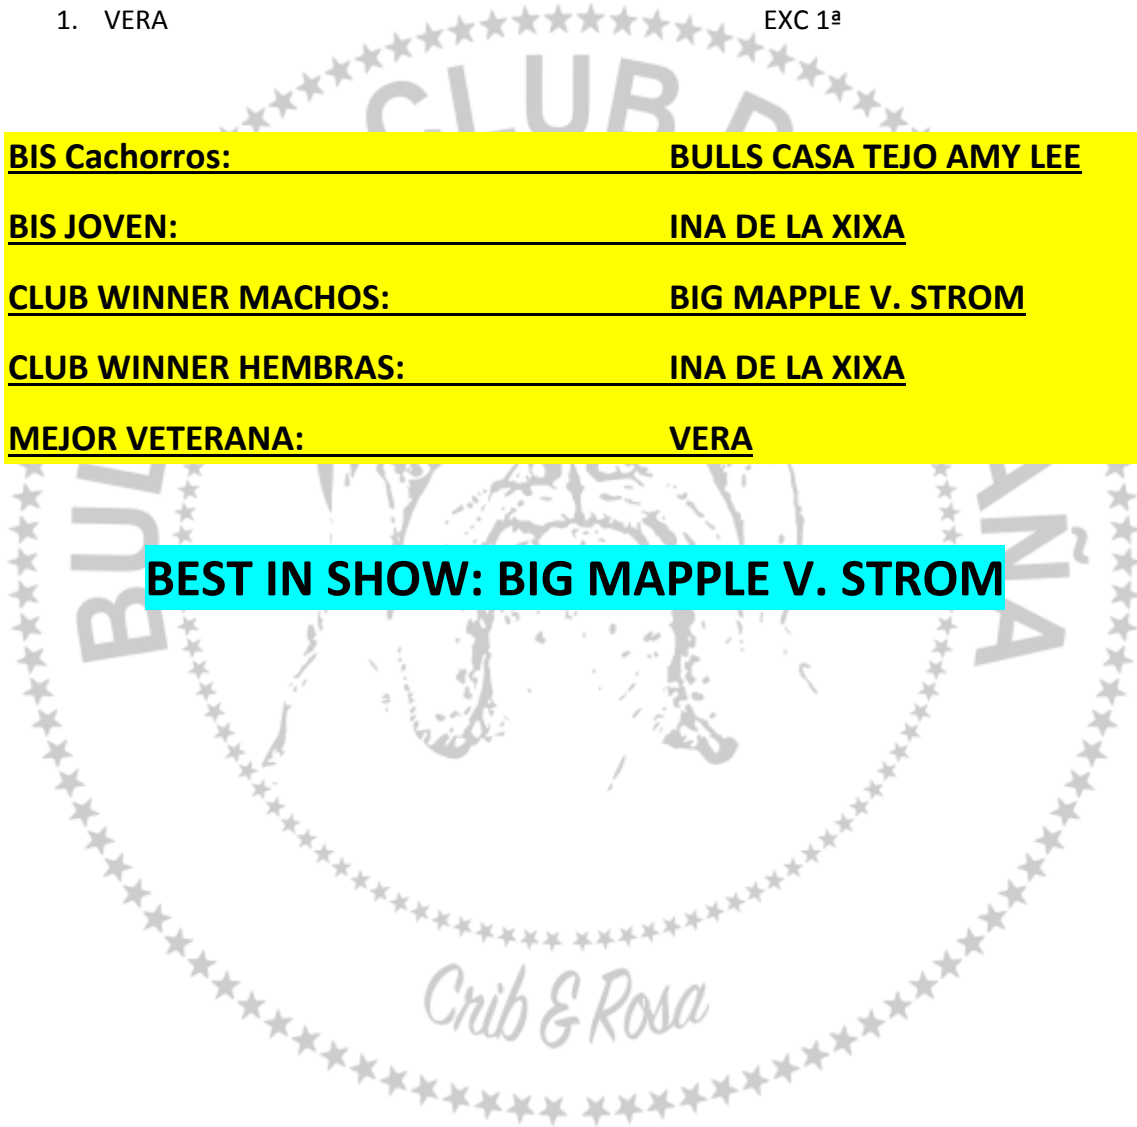 1. VERA EXC 1ª
CLUB
BIS Cachorros: BULLS CASA TEJO AMY LEE
BIS JOVEN: INA DE LA XIXA
CLUB WINNER MACHOS: BIG MAPPLE V. STROM
CLUB WINNER HEMBRAS: INA DE LA XIXA
MEJOR VETERANA: VERA
BEST IN SHOW: BIG MAPPLE V. STROM
Crib & Rosa